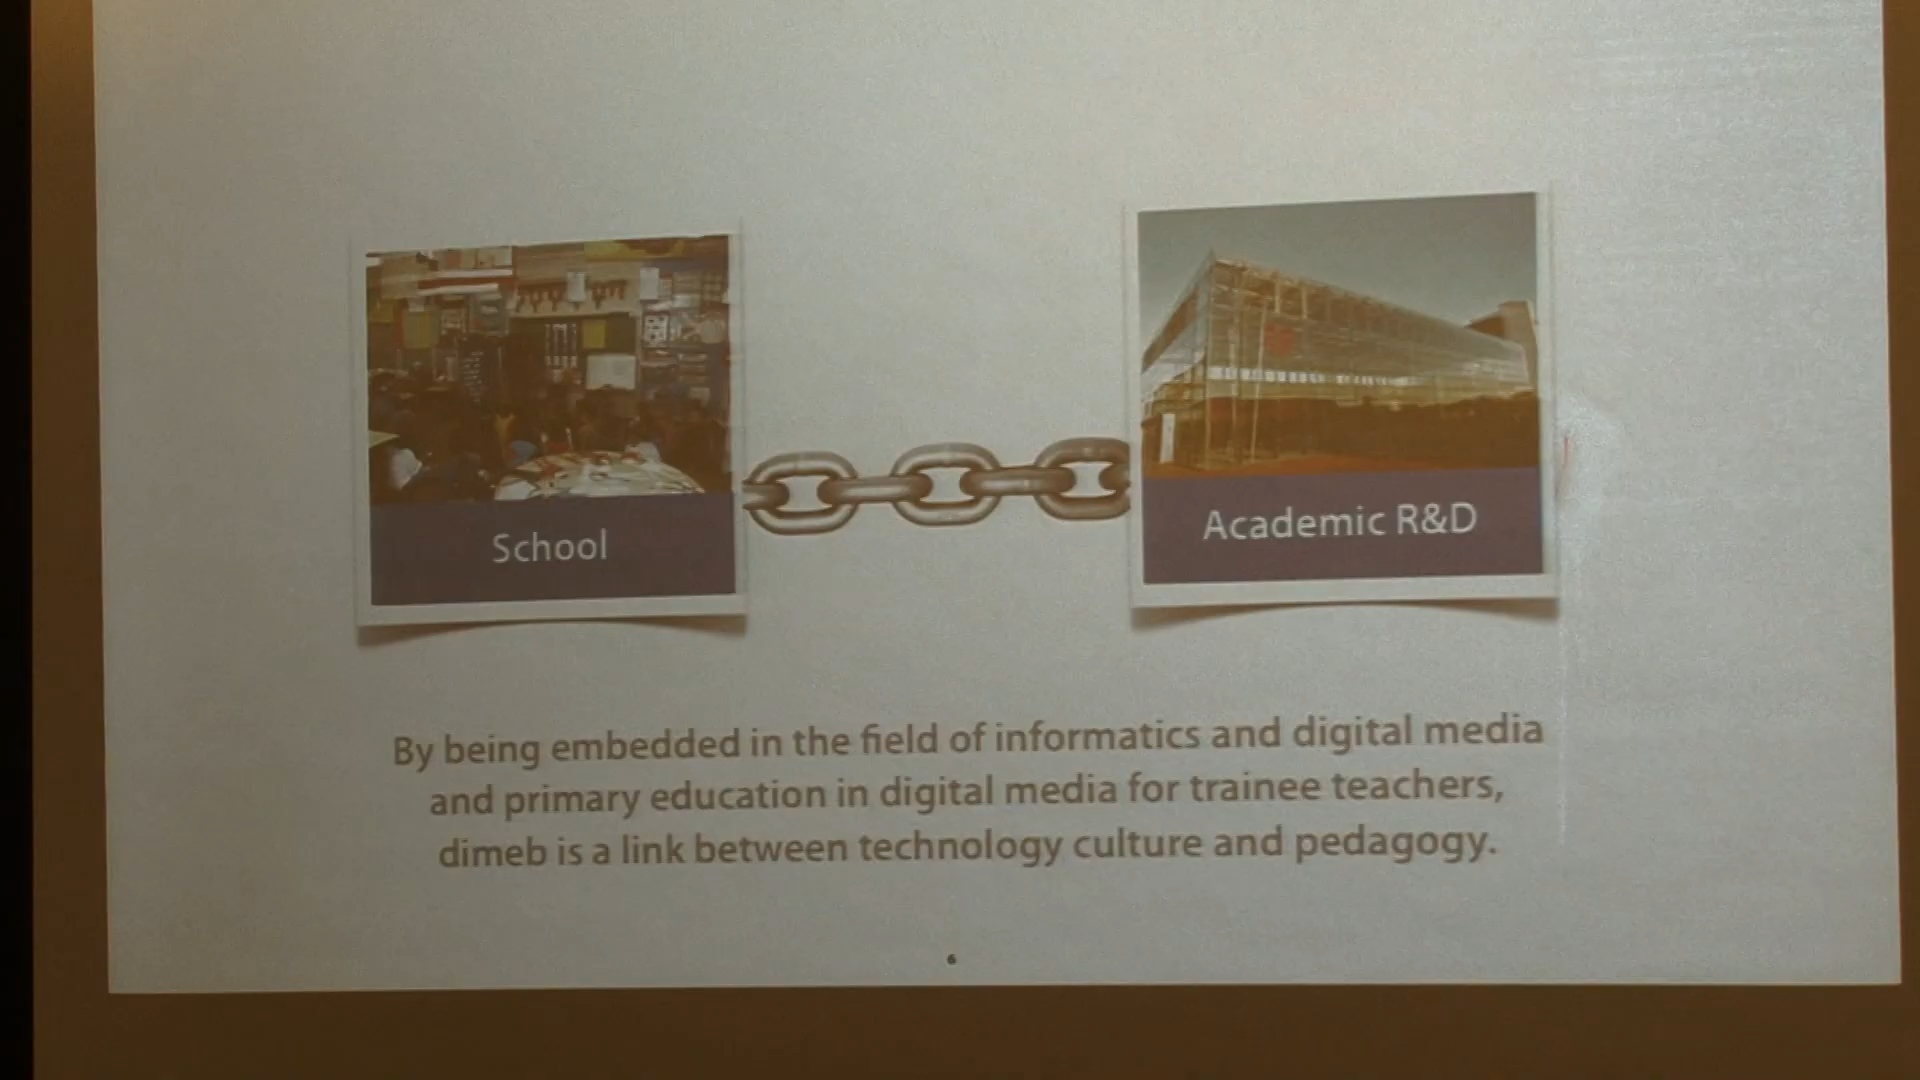 School
Academic R&D
By being embedded in the field of informatics and digital media
and primary education in digital media for trainee teachers,
dimeb is a link between technology culture and pedagogy.
6